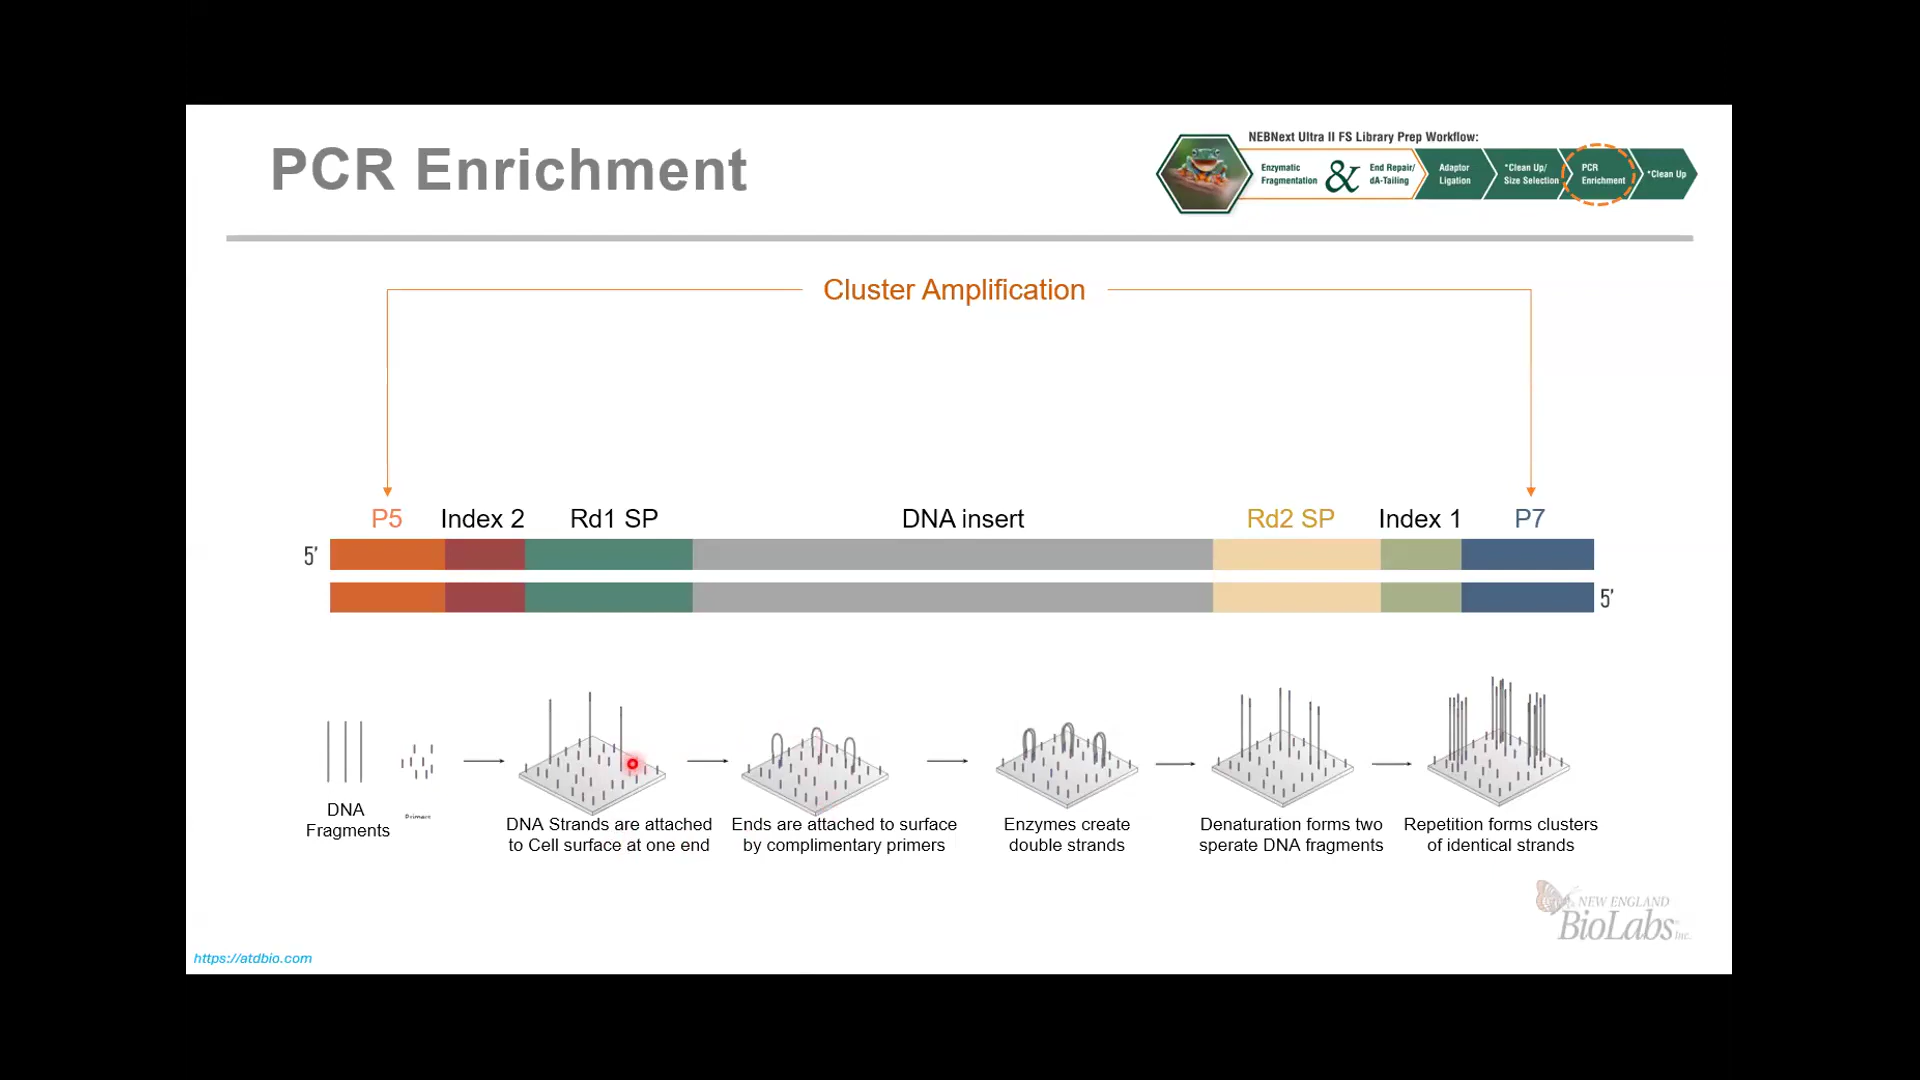 PCR Enrichment
NEBNext Ultra II FS Library Prep Workflow:
Enzymatic
Fragmentation
&
End Repair/
dA-Tailing
Adaptor
Ligation
*Clean Up/
Size Selection
PCR
Enrichment
*Clean Up
Cluster Amplification
P5 Index 2 Rd1 SP DNA insert Rd2 SP Index 1 P7
5'
5'
DNA
Fragments
Primers
DNA Strands are attached
to Cell surface at one end
Ends are attached to surface
by complimentary primers
Enzymes create
double strands
Denaturation forms two
sperate DNA fragments
Repetition forms clusters
of identical strands
NEW ENGLAND
BioLabs Inc.
https://atdbio.com